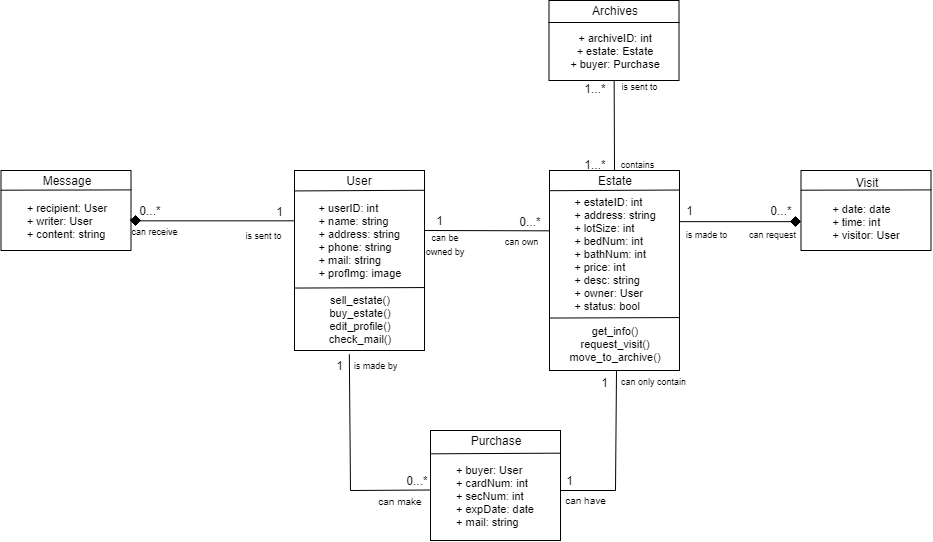 Archives
+ archiveID: int
+ estate: Estate
+ buyer: Purchase
1...*
is sent to
1...*
contains
Message
+ recipient: User
+ writer: User
+ content: string
0...*
can receive
1
is sent to
User
+ userID: int
+ name: string
+ address: string
+ phone: string
+ mail: string
+ profImg: image
sell_estate()
buy_estate()
edit_profile()
check_mail()
1
can be
owned by
0...*
can own
Estate
+ estateID: int
+ address: string
+ lotSize: int
+ bedNum: int
+ bathNum: int
+ price: int
+ desc: string
+ owner: User
+ status: bool
get_info()
request_visit()
move_to_archive()
1
is made to
0...*
can request
Visit
+ date: date
+ time: int
+ visitor: User
1
is made by
1
can only contain
0...*
can make
Purchase
+ buyer: User
+ cardNum: int
+ secNum: int
+ expDate: date
+ mail: string
1
can have